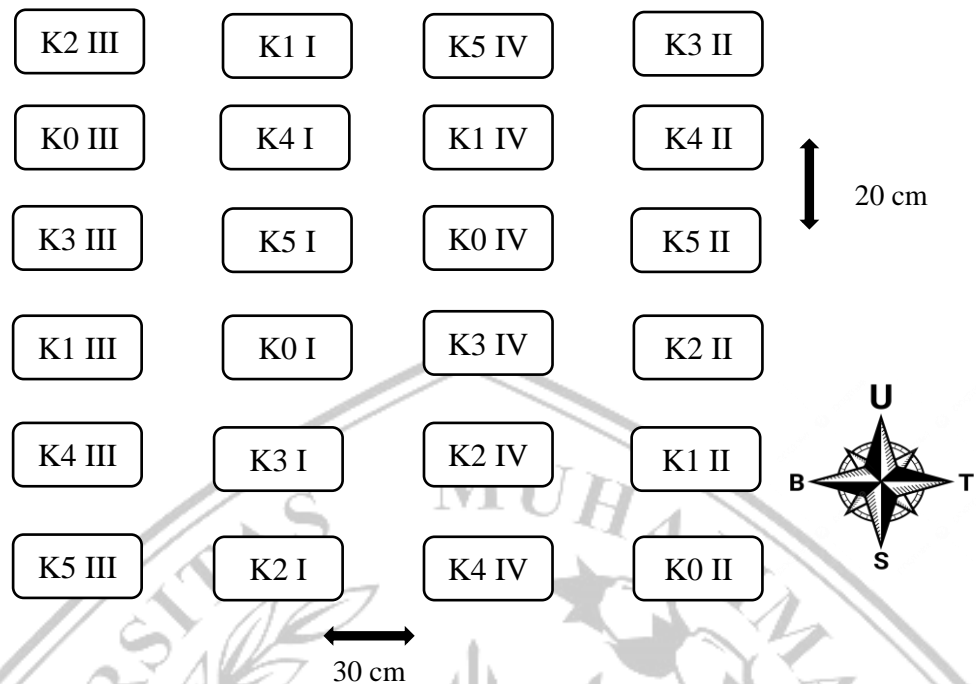 K2 III K1 I K5 IV K3 II
K0 III K4 I K1 IV K4 II
20 cm
K3 III K5 I K0 IV K5 II
K1 III K0 I K3 IV K2 II
U
K4 III K3 I K2 IV K1 II
B T
S
K5 III K2 I K4 IV K0 II
30 cm
RSITAS MUHAM